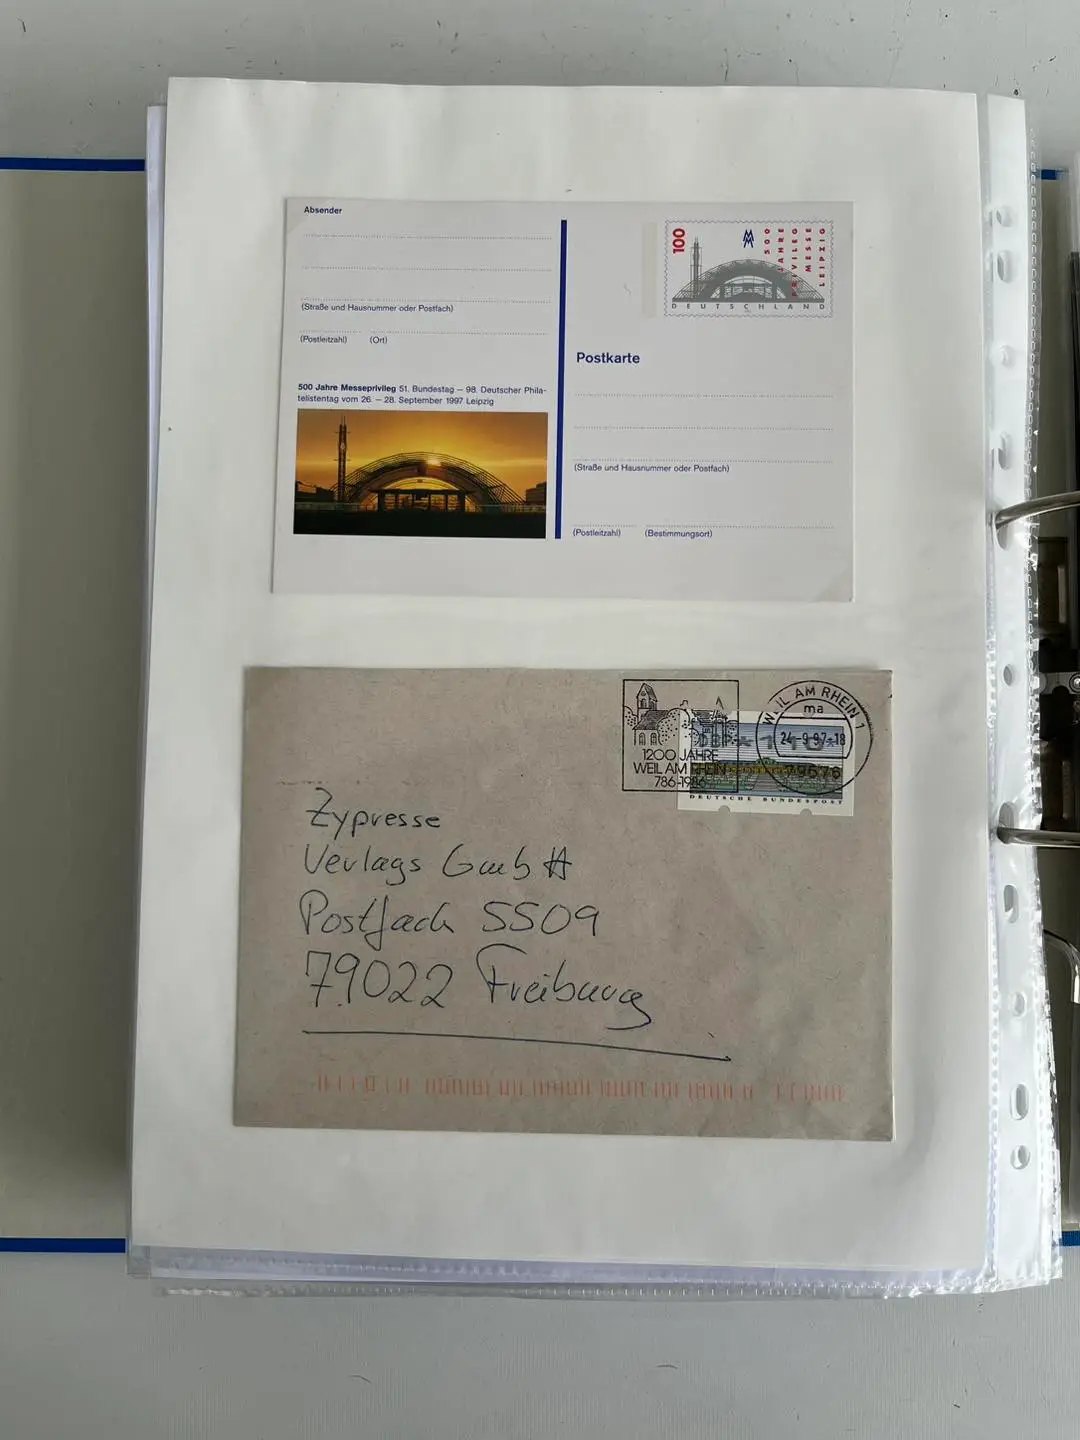 Absender
(Straße und Hausnummer oder Postfach)
(Postleitzahl) (Ort)
500 Jahre Messeprivileg 51. Bundestag – 98. Deutscher Phila-
telistentag vom 26. – 28. September 1997 Leipzig
100
500
JAHRE
PRIVILEG
MESSE
LEIPZIG
DEUTSCHLAND
Postkarte
(Straße und Hausnummer oder Postfach)
(Postleitzahl) (Bestimmungsort)
1200 JAHRE
WEIL AM RHEIN
786-1986
WEIL AM RHEIN 1
ma
24.-9.97-18
79576
DEUTSCHE BUNDESPOST
Zypresse
Verlags GmbH
Postfach 5509
79022 Freiburg